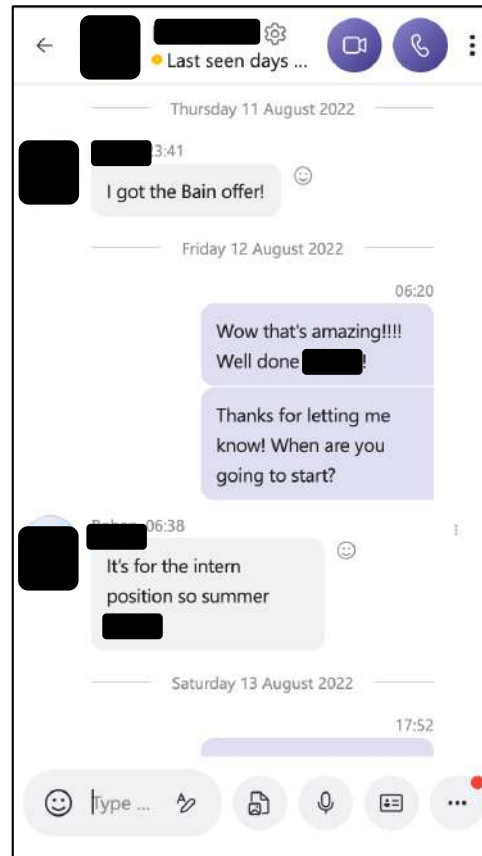 Last seen days ...
Thursday 11 August 2022
3:41
I got the Bain offer!
Friday 12 August 2022
06:20
Wow that's amazing!!!!
Well done !
Thanks for letting me
know! When are you
going to start?
06:38
It's for the intern
position so summer
Saturday 13 August 2022
17:52
Type ...